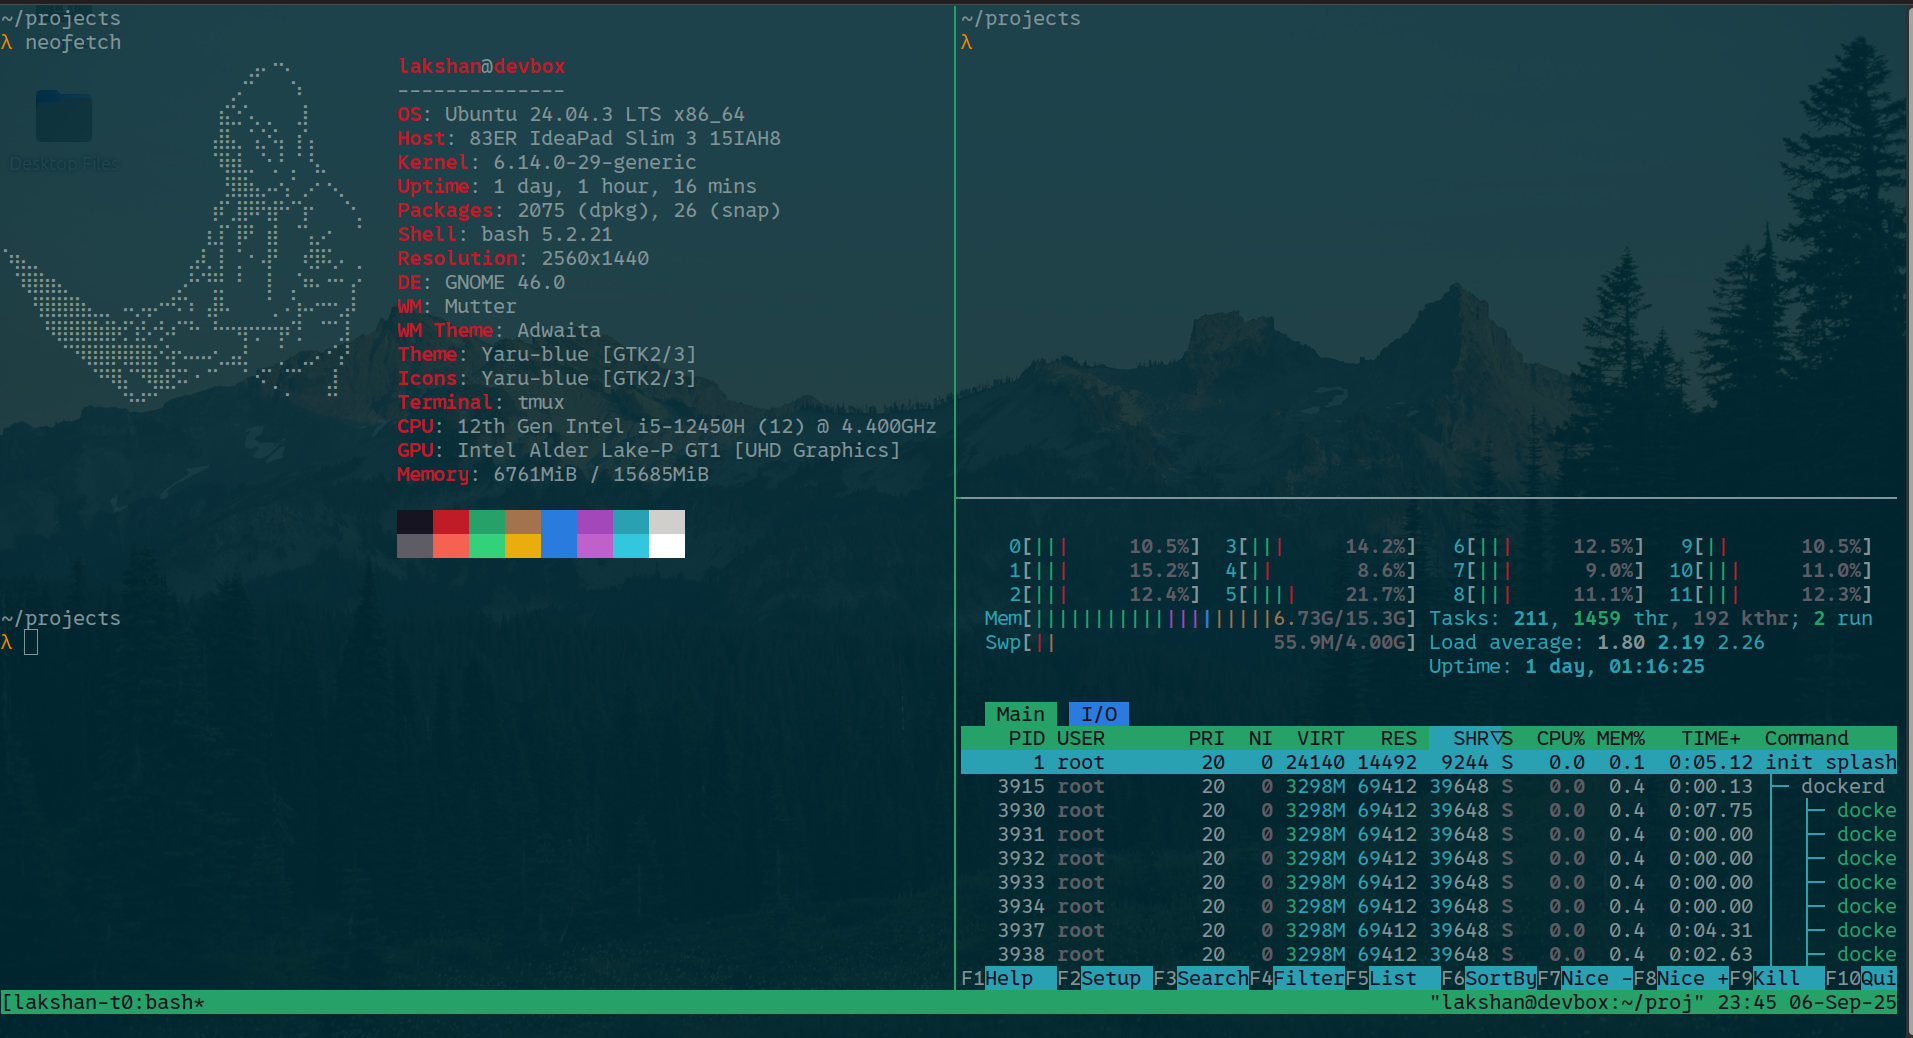 ~/projects
λ neofetch
Desktop Files
lakshan@devbox
--------------
OS: Ubuntu 24.04.3 LTS x86_64
Host: 83ER IdeaPad Slim 3 15IAH8
Kernel: 6.14.0-29-generic
Uptime: 1 day, 1 hour, 16 mins
Packages: 2075 (dpkg), 26 (snap)
Shell: bash 5.2.21
Resolution: 2560x1440
DE: GNOME 46.0
WM: Mutter
WM Theme: Adwaita
Theme: Yaru-blue [GTK2/3]
Icons: Yaru-blue [GTK2/3]
Terminal: tmux
CPU: 12th Gen Intel i5-12450H (12) @ 4.400GHz
GPU: Intel Alder Lake-P GT1 [UHD Graphics]
Memory: 6761MiB / 15685MiB
~/projects
λ
~/projects
λ
0[||| 10.5%] 3[||| 14.2%] 6[||| 12.5%] 9[|| 10.5%]
1[||| 15.2%] 4[|| 8.6%] 7[||| 9.0%] 10[||| 11.0%]
2[||| 12.4%] 5[|||| 21.7%] 8[||| 11.1%] 11[||| 12.3%]
Mem[||||||||||||||||||||6.73G/15.3G] Tasks: 211, 1459 thr, 192 kthr; 2 run
Swp[|| 55.9M/4.00G] Load average: 1.80 2.19 2.26
Uptime: 1 day, 01:16:25
Main I/O
PID USER PRI NI VIRT RES SHR▽S CPU% MEM% TIME+ Command
1 root 20 0 24140 14492 9244 S 0.0 0.1 0:05.12 init splash
3915 root 20 0 3298M 69412 39648 S 0.0 0.4 0:00.13 ├─ dockerd
3930 root 20 0 3298M 69412 39648 S 0.0 0.4 0:07.75 │  ├─ docke
3931 root 20 0 3298M 69412 39648 S 0.0 0.4 0:00.00 │  ├─ docke
3932 root 20 0 3298M 69412 39648 S 0.0 0.4 0:00.00 │  ├─ docke
3933 root 20 0 3298M 69412 39648 S 0.0 0.4 0:00.00 │  ├─ docke
3934 root 20 0 3298M 69412 39648 S 0.0 0.4 0:00.00 │  ├─ docke
3937 root 20 0 3298M 69412 39648 S 0.0 0.4 0:04.31 │  ├─ docke
3938 root 20 0 3298M 69412 39648 S 0.0 0.4 0:02.63 │  ├─ docke
F1Help F2Setup F3SearchF4FilterF5List F6SortByF7Nice -F8Nice +F9Kill F10Qui
[lakshan-t0:bash* "lakshan@devbox:~/proj" 23:45 06-Sep-25